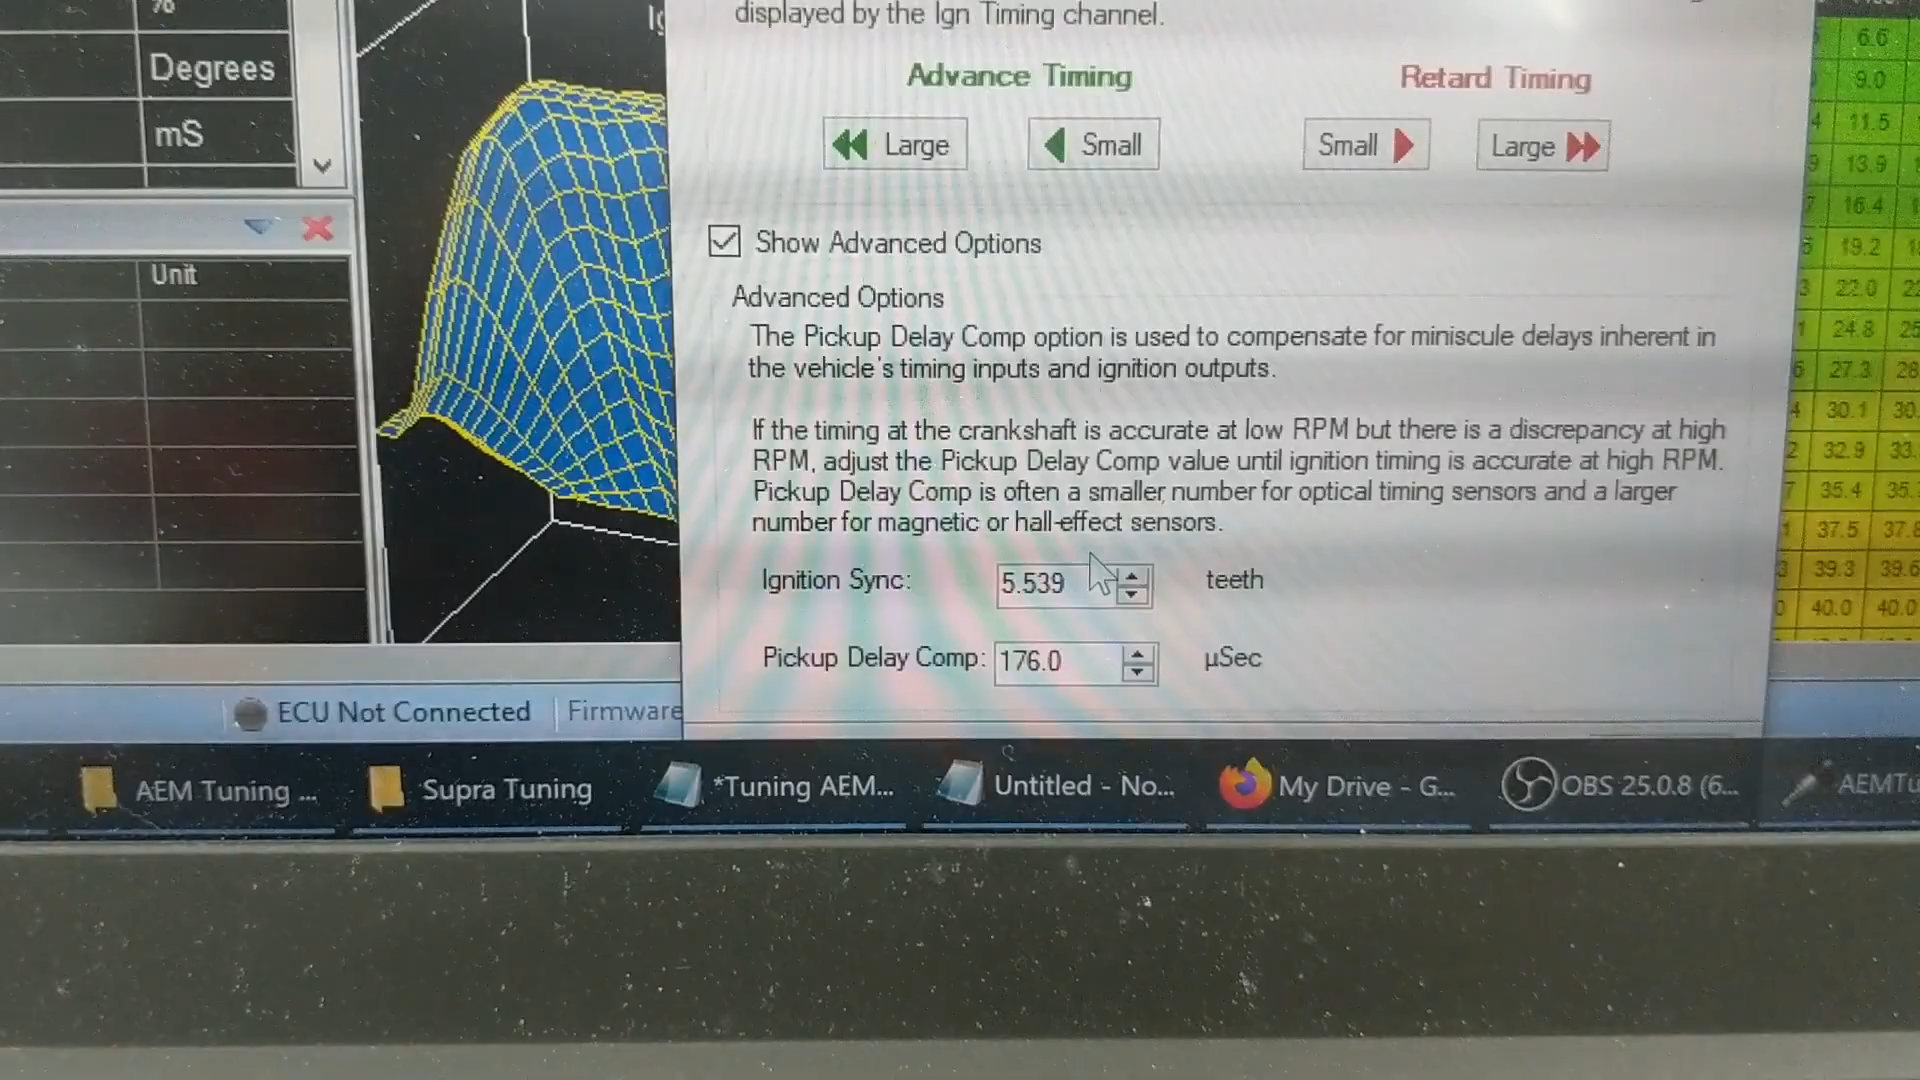 displayed by the Ign Timing channel.
Degrees
mS
Advance Timing
Retard Timing
Large
Small
Small
Large
Show Advanced Options
Unit
Advanced Options
The Pickup Delay Comp option is used to compensate for miniscule delays inherent in
the vehicle's timing inputs and ignition outputs.
If the timing at the crankshaft is accurate at low RPM but there is a discrepancy at high
RPM, adjust the Pickup Delay Comp value until ignition timing is accurate at high RPM.
Pickup Delay Comp is often a smaller number for optical timing sensors and a larger
number for magnetic or hall-effect sensors.
Ignition Sync: 5.539 teeth
Pickup Delay Comp: 176.0 µSec
6.6
9.0
11.5
13.9
16.4
19.2
22.0
24.8
27.3
30.1
32.9
35.4
37.5 37.8
39.3 39.6
40.0 40.0
ECU Not Connected Firmware
AEM Tuning ...
Supra Tuning
*Tuning AEM...
Untitled - No...
My Drive - G...
OBS 25.0.8 (6...
AEMTu